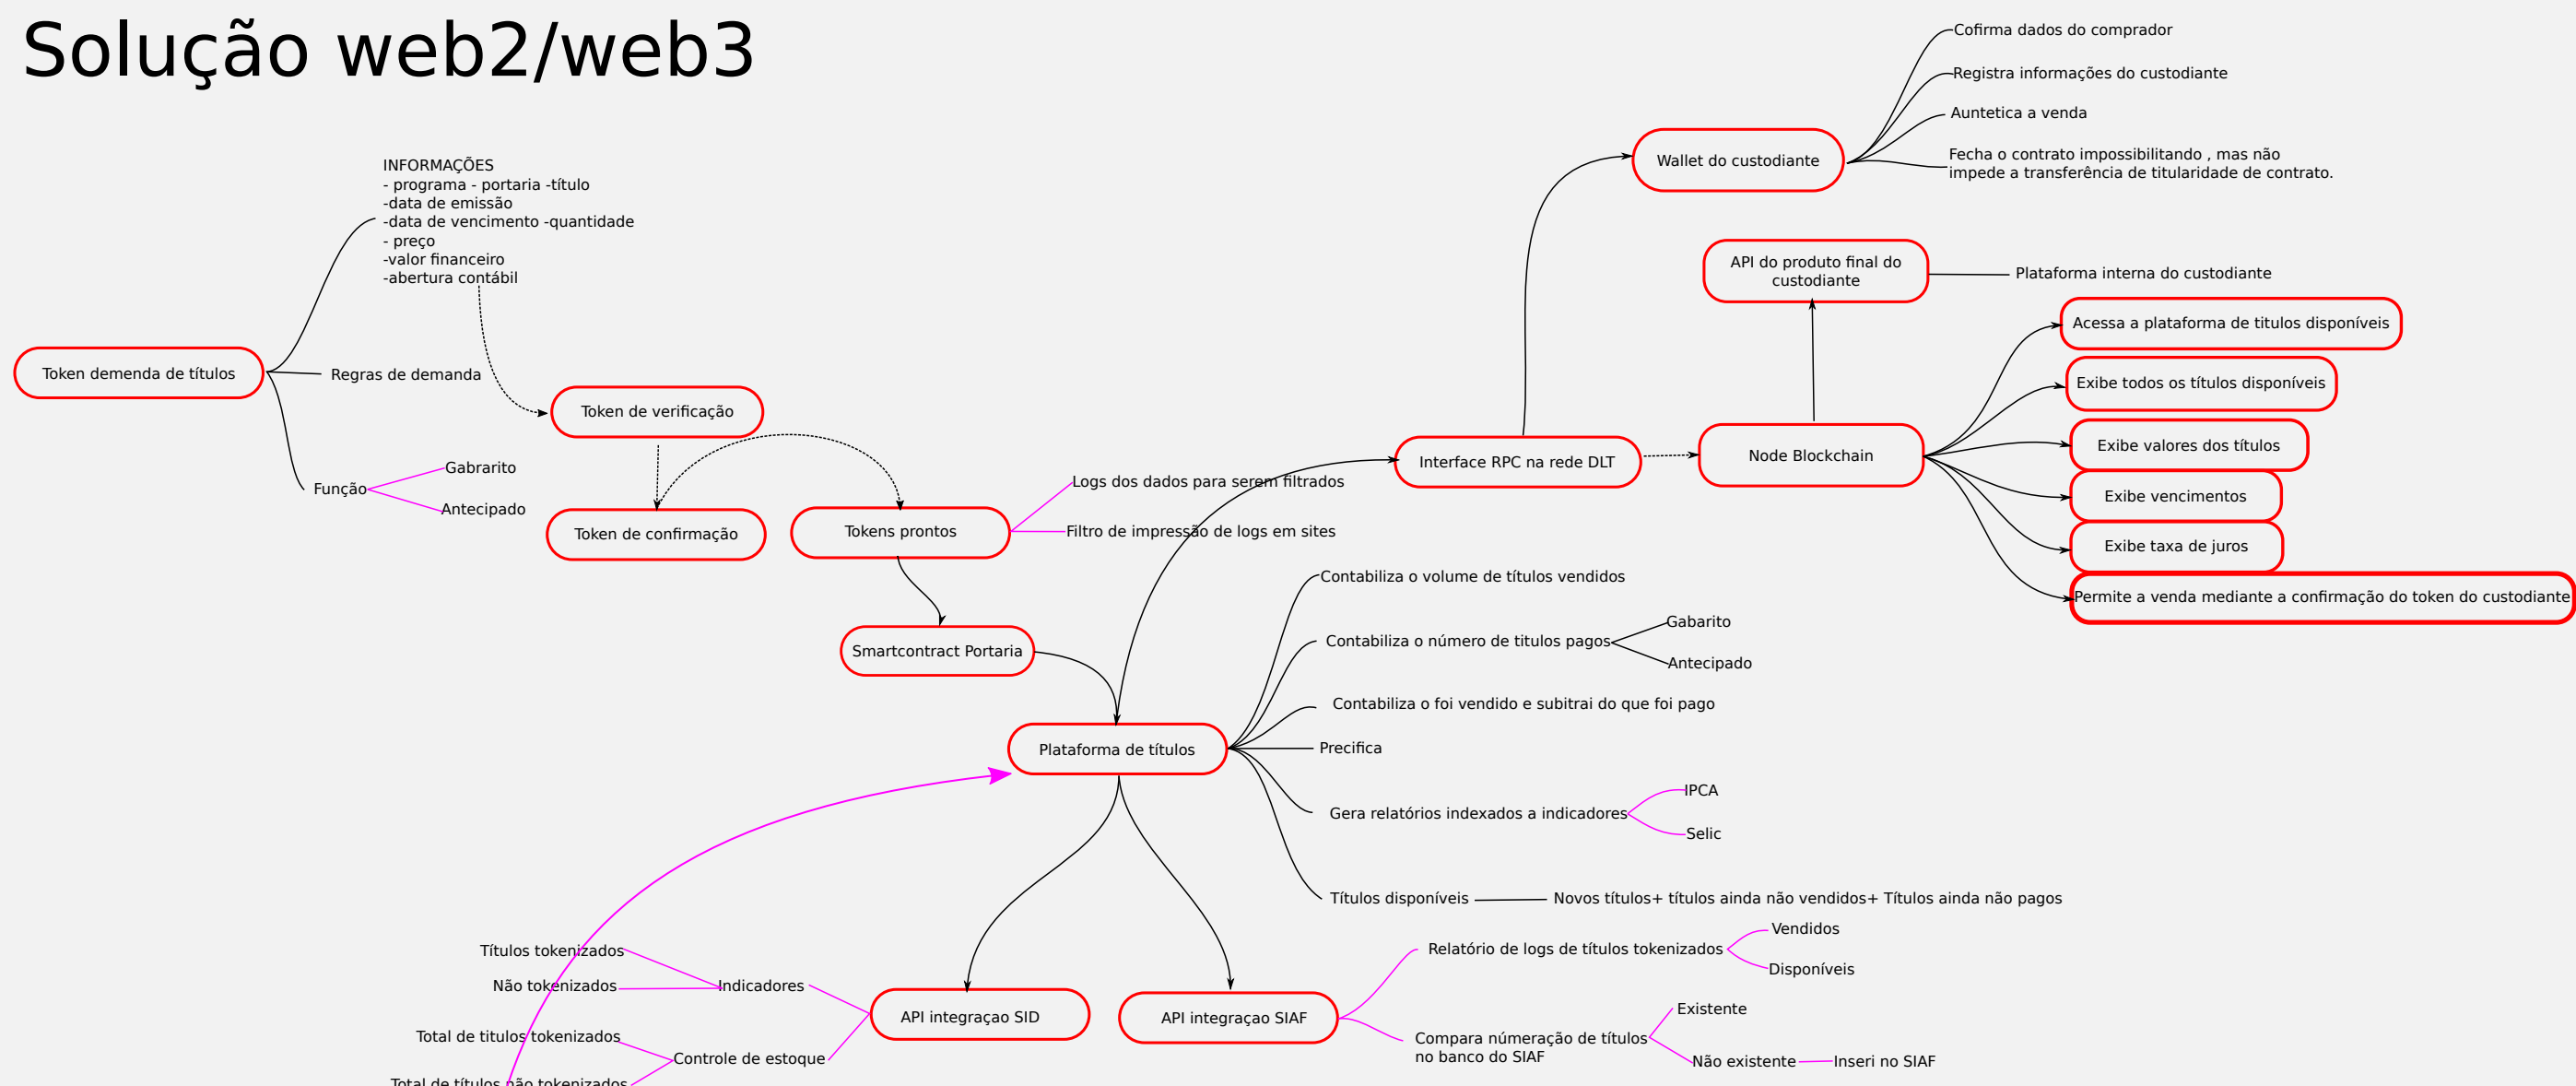 Solução web2/web3
INFORMAÇÕES
- programa - portaria -título
-data de emissão
-data de vencimento -quantidade
- preço
-valor financeiro
-abertura contábil
Token demenda de títulos
Regras de demanda
Função
Gabrarito
Antecipado
Token de verificação
Token de confirmação
Tokens prontos
Logs dos dados para serem filtrados
Filtro de impressão de logs em sites
Smartcontract Portaria
Plataforma de títulos
Interface RPC na rede DLT
Wallet do custodiante
Cofirma dados do comprador
Registra informações do custodiante
Auntetica a venda
Fecha o contrato impossibilitando , mas não
impede a transferência de titularidade de contrato.
API do produto final do
custodiante
Plataforma interna do custodiante
Node Blockchain
Acessa a plataforma de titulos disponíveis
Exibe todos os títulos disponíveis
Exibe valores dos títulos
Exibe vencimentos
Exibe taxa de juros
Permite a venda mediante a confirmação do token do custodiante
Contabiliza o volume de títulos vendidos
Contabiliza o número de titulos pagos
Gabarito
Antecipado
Contabiliza o foi vendido e subitrai do que foi pago
Precifica
Gera relatórios indexados a indicadores
IPCA
Selic
Títulos disponíveis
Novos títulos+ títulos ainda não vendidos+ Títulos ainda não pagos
API integraçao SID
Indicadores
Títulos tokenizados
Não tokenizados
Controle de estoque
Total de titulos tokenizados
Total de títulos não tokenizados
API integraçao SIAF
Relatório de logs de títulos tokenizados
Vendidos
Disponíveis
Compara númeração de títulos
no banco do SIAF
Existente
Não existente
Inseri no SIAF